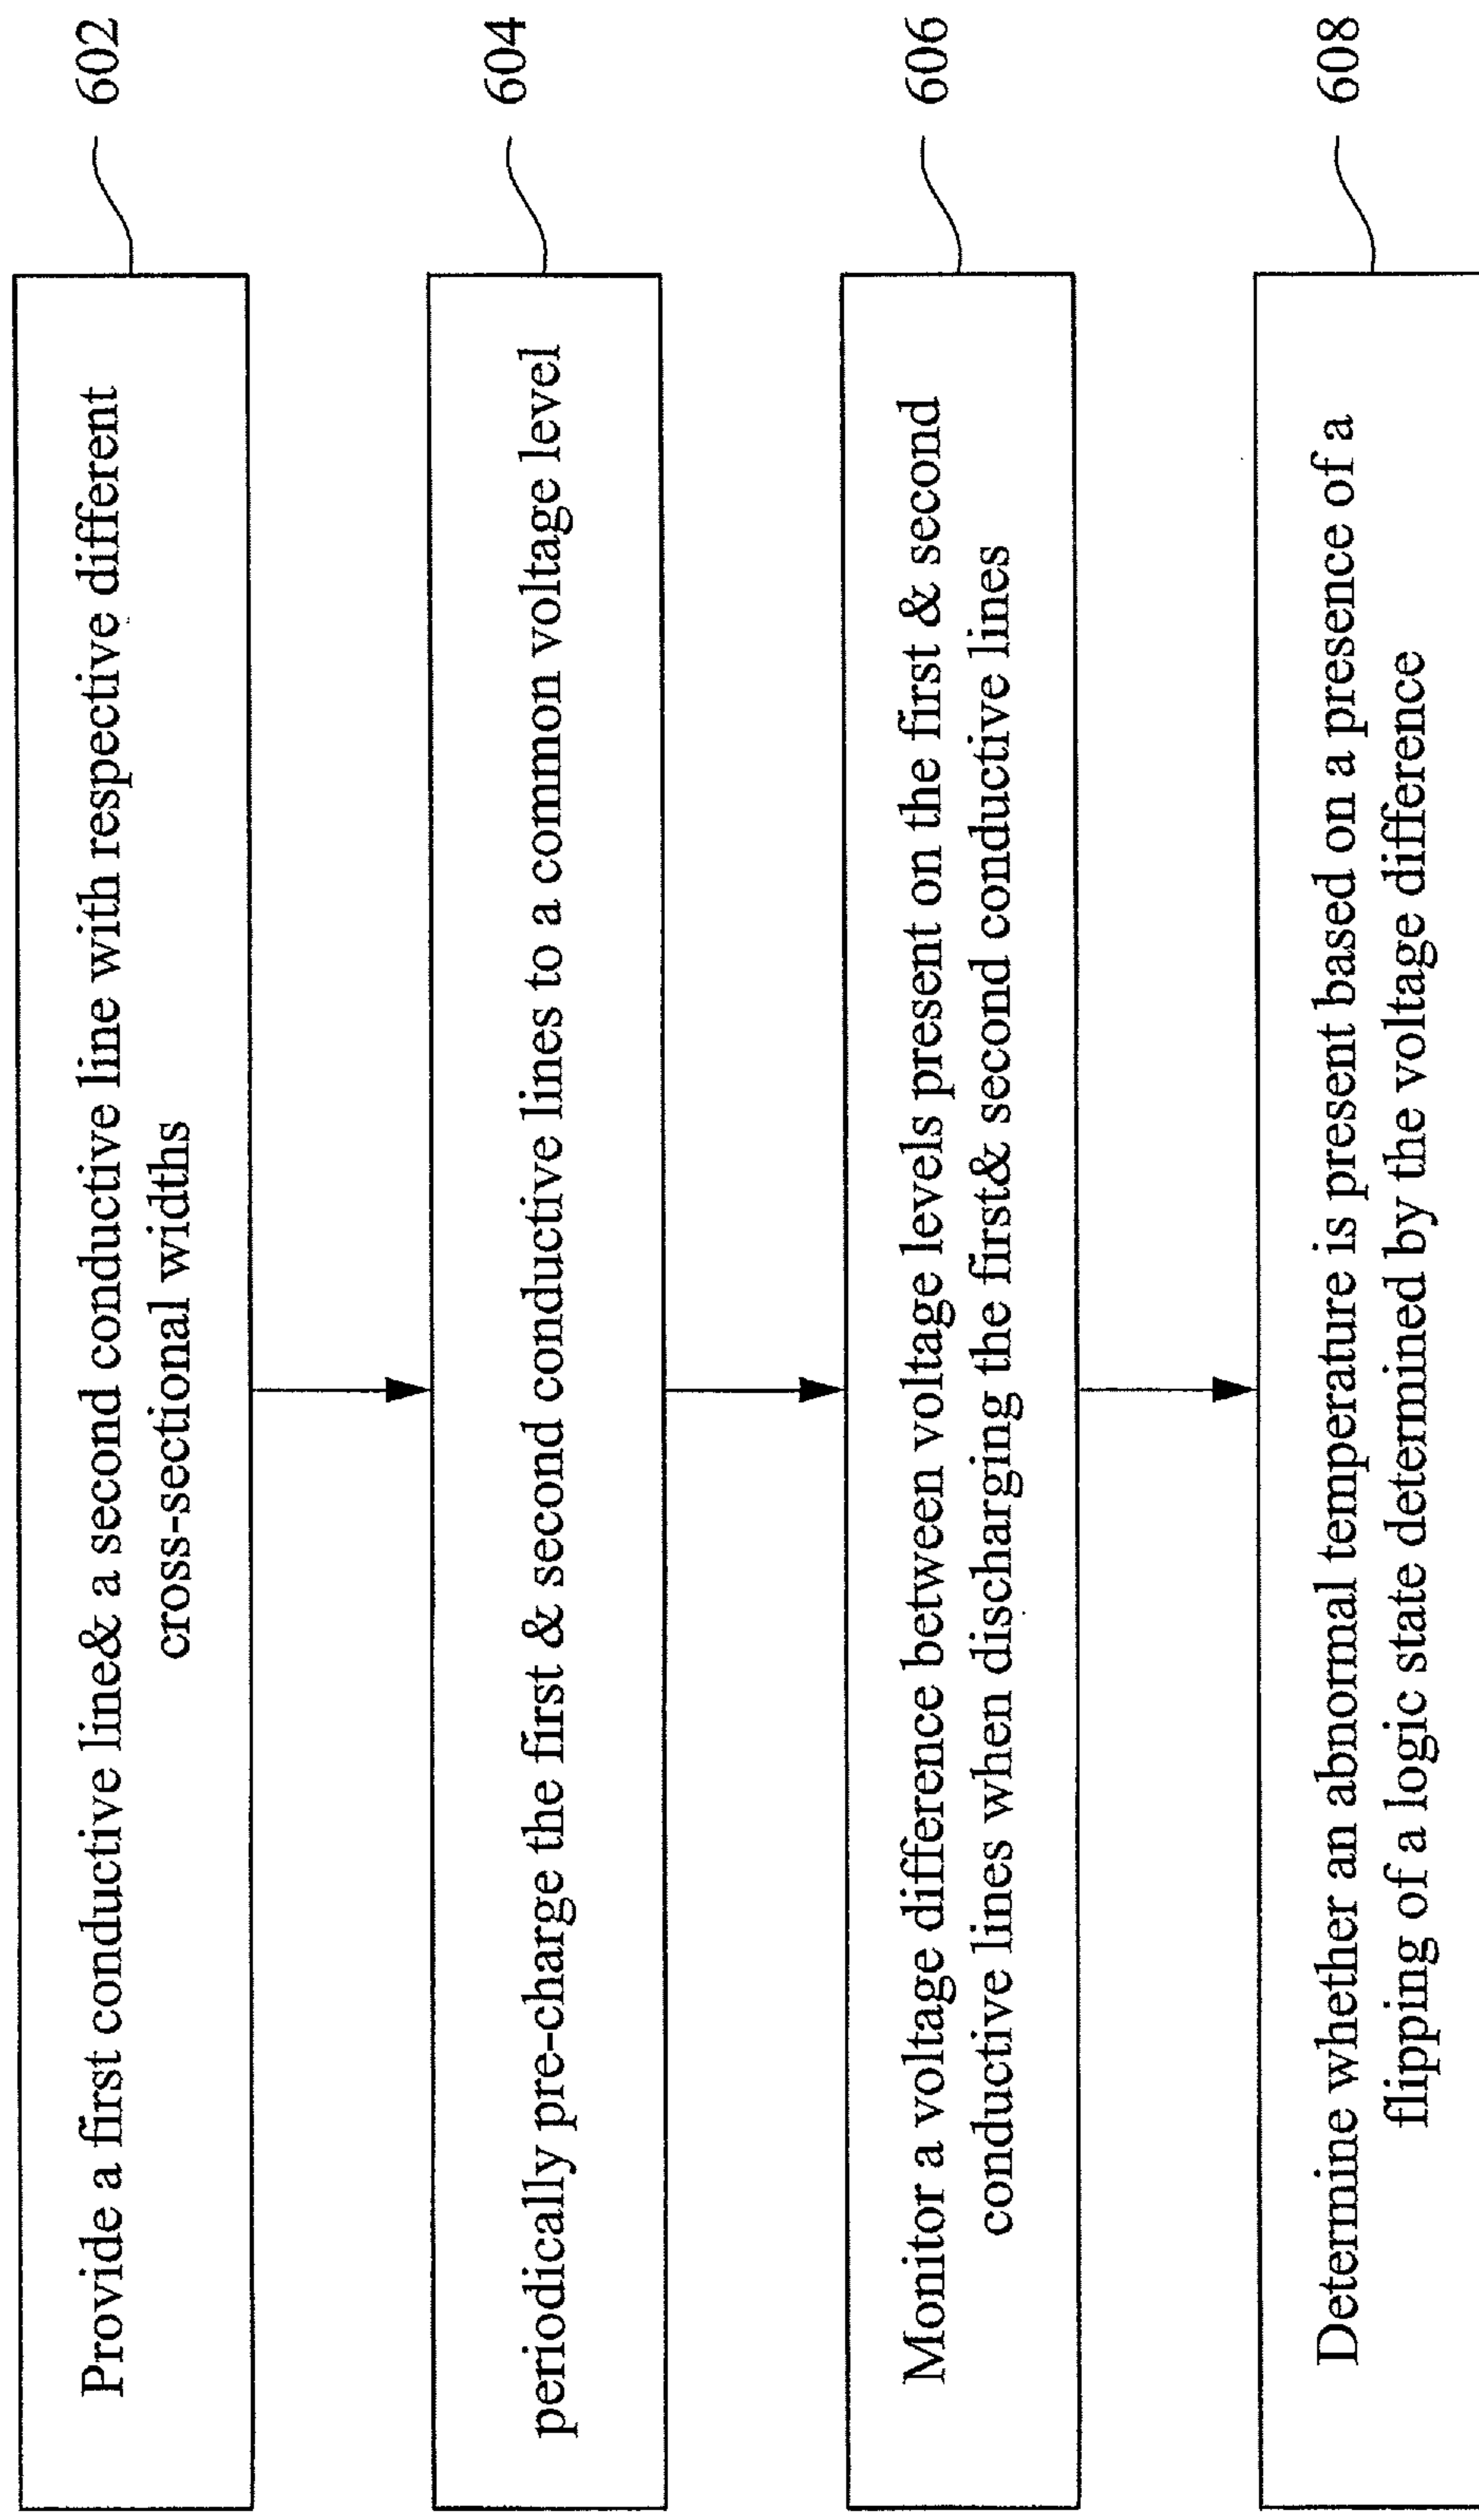 Provide a first conductive line& a second conductive line with respective different
cross-sectional widths
602
periodically pre-charge the first & second conductive lines to a common voltage level
604
Monitor a voltage difference between voltage levels present on the first & second
conductive lines when discharging the first& second conductive lines
606
Determine whether an abnormal temperature is present based on a presence of a
flipping of a logic state determined by the voltage difference
608